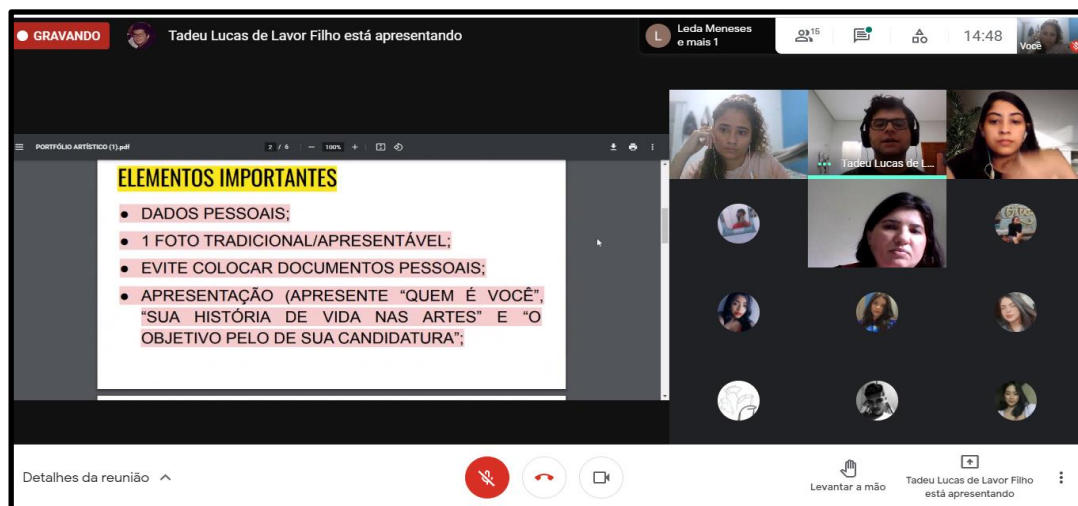 GRAVANDO
Tadeu Lucas de Lavor Filho está apresentando
L
Leda Meneses
e mais 1
15
14:48
Você
PORTFÓLIO ARTÍSTICO (1).pdf
2 / 6
100%
Tadeu Lucas de L...
ELEMENTOS IMPORTANTES
● DADOS PESSOAIS;
● 1 FOTO TRADICIONAL/APRESENTÁVEL;
● EVITE COLOCAR DOCUMENTOS PESSOAIS;
● APRESENTAÇÃO (APRESENTE “QUEM É VOCÊ”,
“SUA HISTÓRIA DE VIDA NAS ARTES” E “O
OBJETIVO PELO DE SUA CANDIDATURA”;
Detalhes da reunião
Levantar a mão
Tadeu Lucas de Lavor Filho
está apresentando